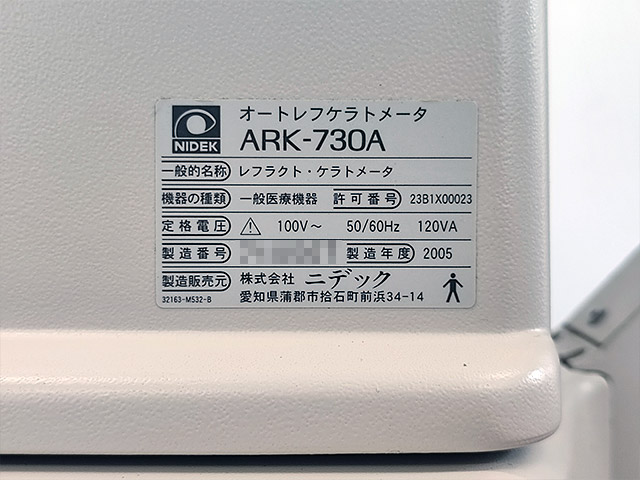 オートレフケラトメータ
NIDEK ARK-730A
一般的名称 レフラクト・ケラトメータ
機器の種類 一般医療機器 許可番号 23B1X00023
定格電圧 100V～ 50/60Hz 120VA
製造番号 製造年度 2005
製造販売元 株式会社 ニデック
32163-M532-B 愛知県蒲郡市拾石町前浜34-14